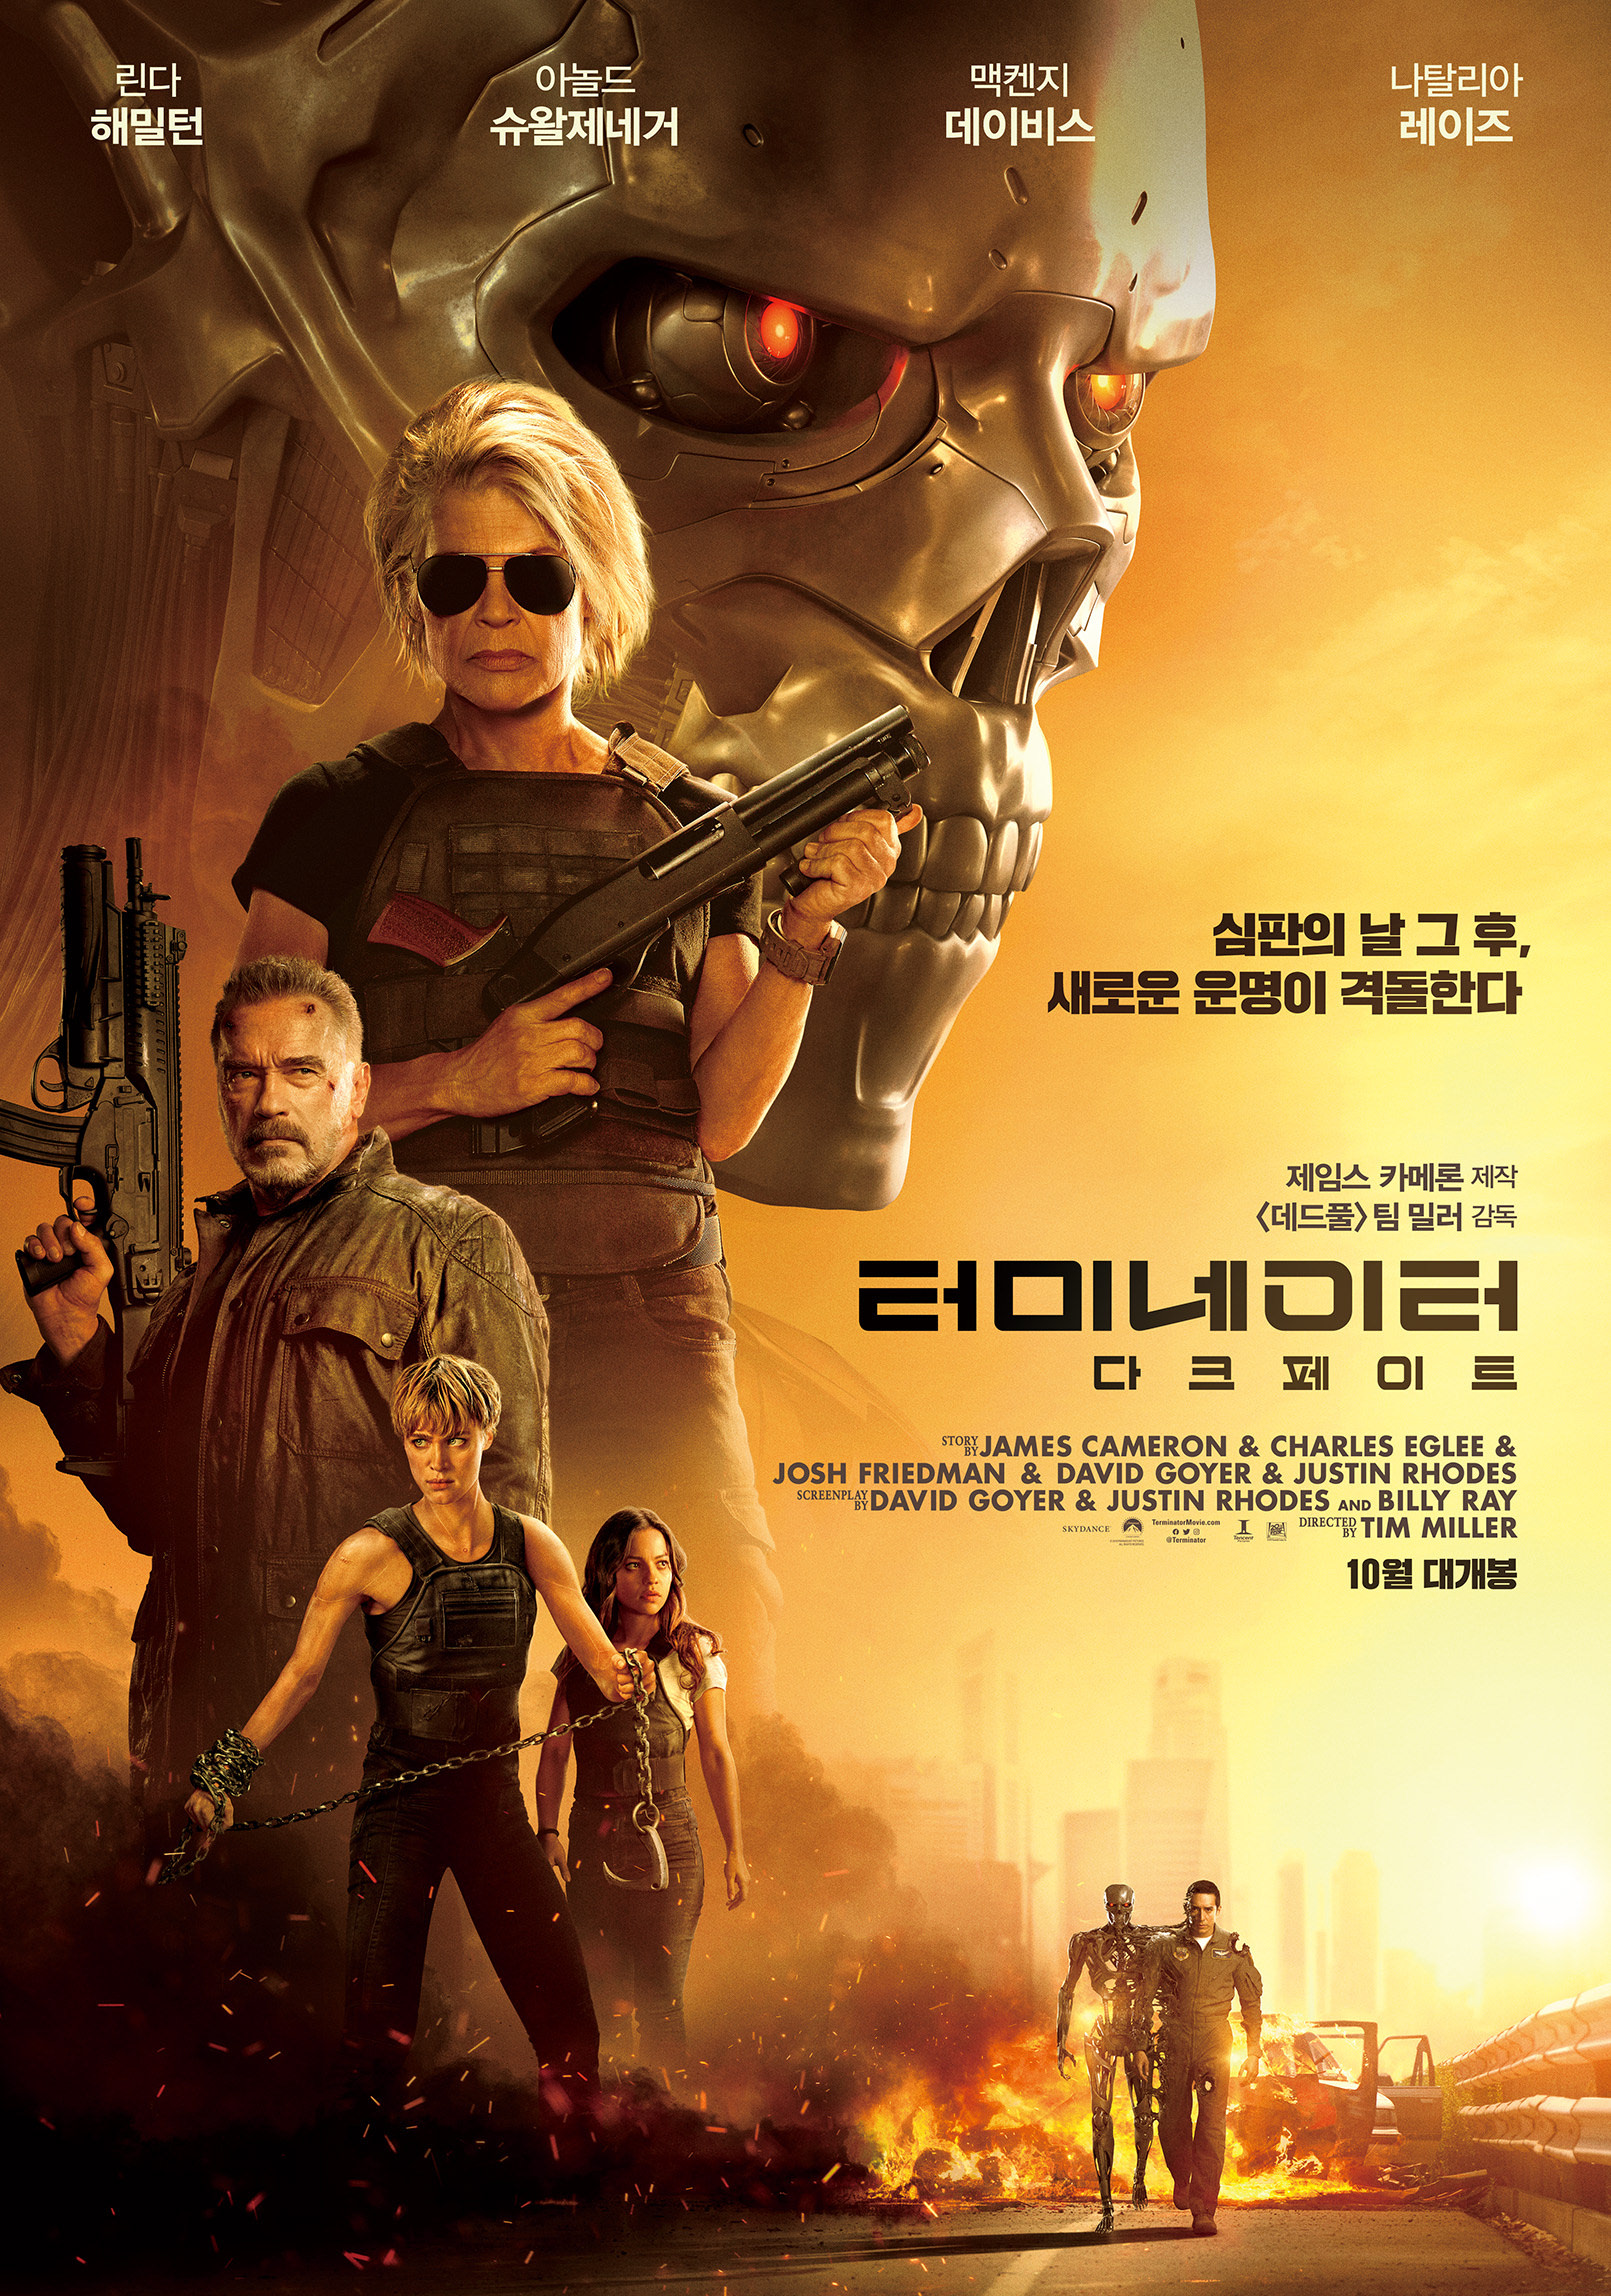 린다
해밀턴
아놀드
슈왈제네거
맥켄지
데이비스
나탈리아
레이즈
심판의 날 그 후,
새로운 운명이 격돌한다
제임스 카메론 제작
<데드풀> 팀 밀러 감독
터미네이터
다크페이트
STORY BY JAMES CAMERON & CHARLES EGLEE &
JOSH FRIEDMAN & DAVID GOYER & JUSTIN RHODES
SCREENPLAY BY DAVID GOYER & JUSTIN RHODES AND BILLY RAY
DIRECTED BY TIM MILLER
SKYDANCE
TerminatorMovie.com
@Terminator
Tencent
10월 대개봉